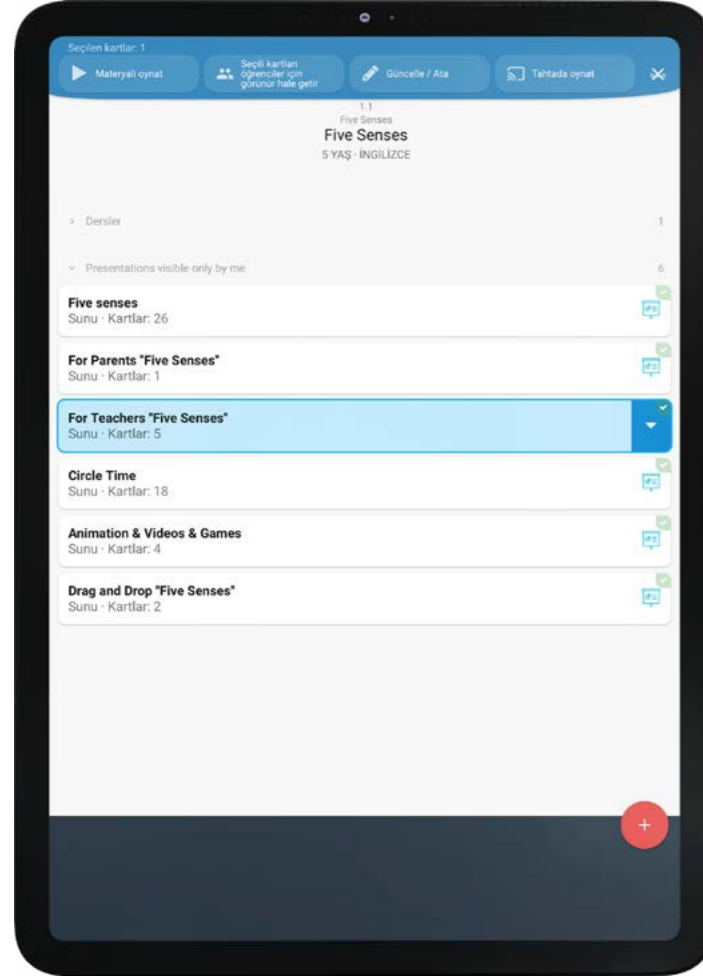 Seçilen kartlar: 1
Materyali oynat
Seçili kartları
öğrenciler için
görünür hale getir
Güncelle / Ata
Tahtada oynat
1.1
Five Senses
Five Senses
5 YAŞ · İNGİLİZCE
Dersler 1
Presentations visible only by me 6
Five senses
Sunu · Kartlar: 26
For Parents "Five Senses"
Sunu · Kartlar: 1
For Teachers "Five Senses"
Sunu · Kartlar: 5
Circle Time
Sunu · Kartlar: 18
Animation & Videos & Games
Sunu · Kartlar: 4
Drag and Drop "Five Senses"
Sunu · Kartlar: 2